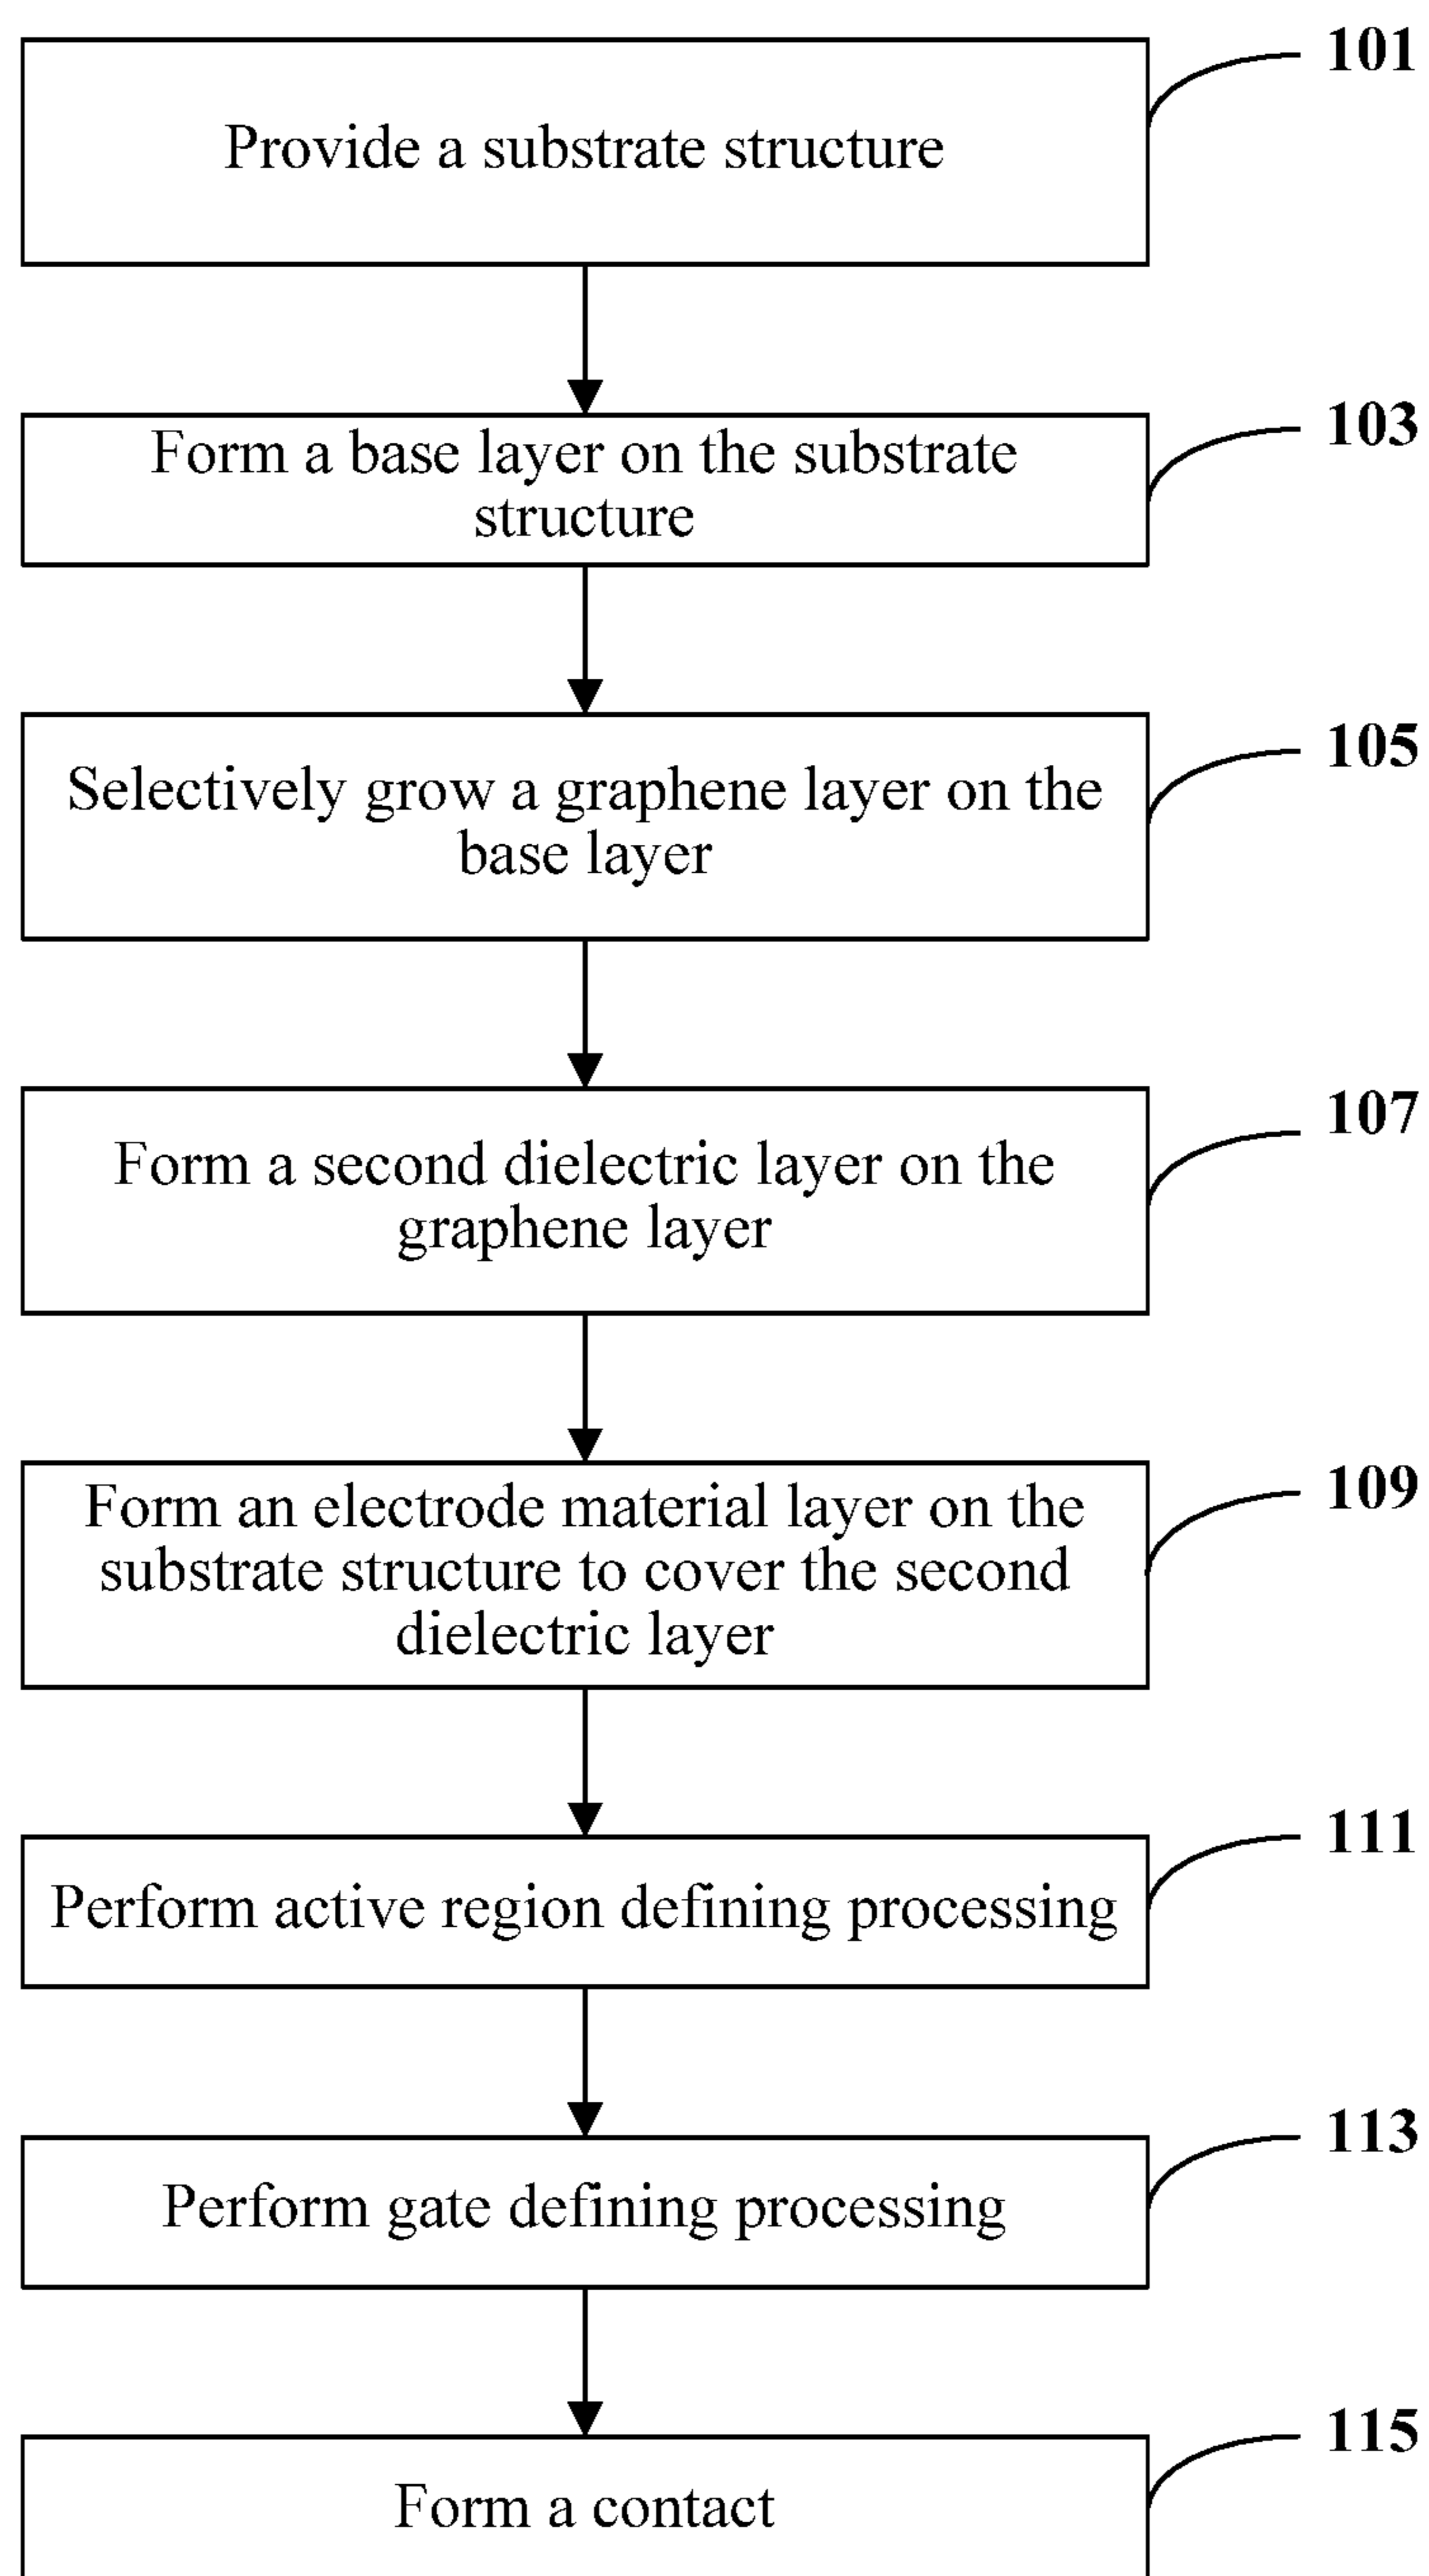 101
Provide a substrate structure
103
Form a base layer on the substrate
structure
105
Selectively grow a graphene layer on the
base layer
107
Form a second dielectric layer on the
graphene layer
109
Form an electrode material layer on the
substrate structure to cover the second
dielectric layer
111
Perform active region defining processing
113
Perform gate defining processing
115
Form a contact